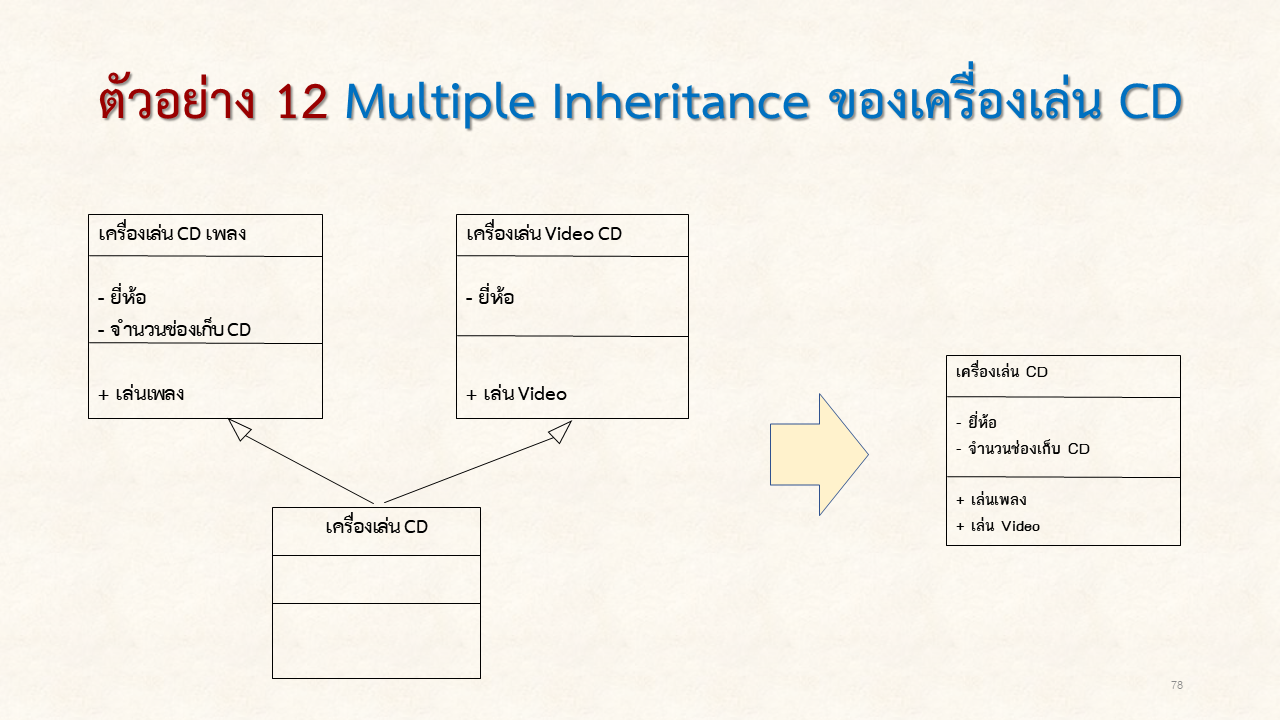 ตัวอย่าง 12 Multiple Inheritance ของเครื่องเล่น CD
เครื่องเล่น CD เพลง
- ยี่ห้อ
- จำนวนช่องเก็บ CD
+ เล่นเพลง
เครื่องเล่น Video CD
- ยี่ห้อ
+ เล่น Video
เครื่องเล่น CD
เครื่องเล่น CD
- ยี่ห้อ
- จำนวนช่องเก็บ CD
+ เล่นเพลง
+ เล่น Video
78